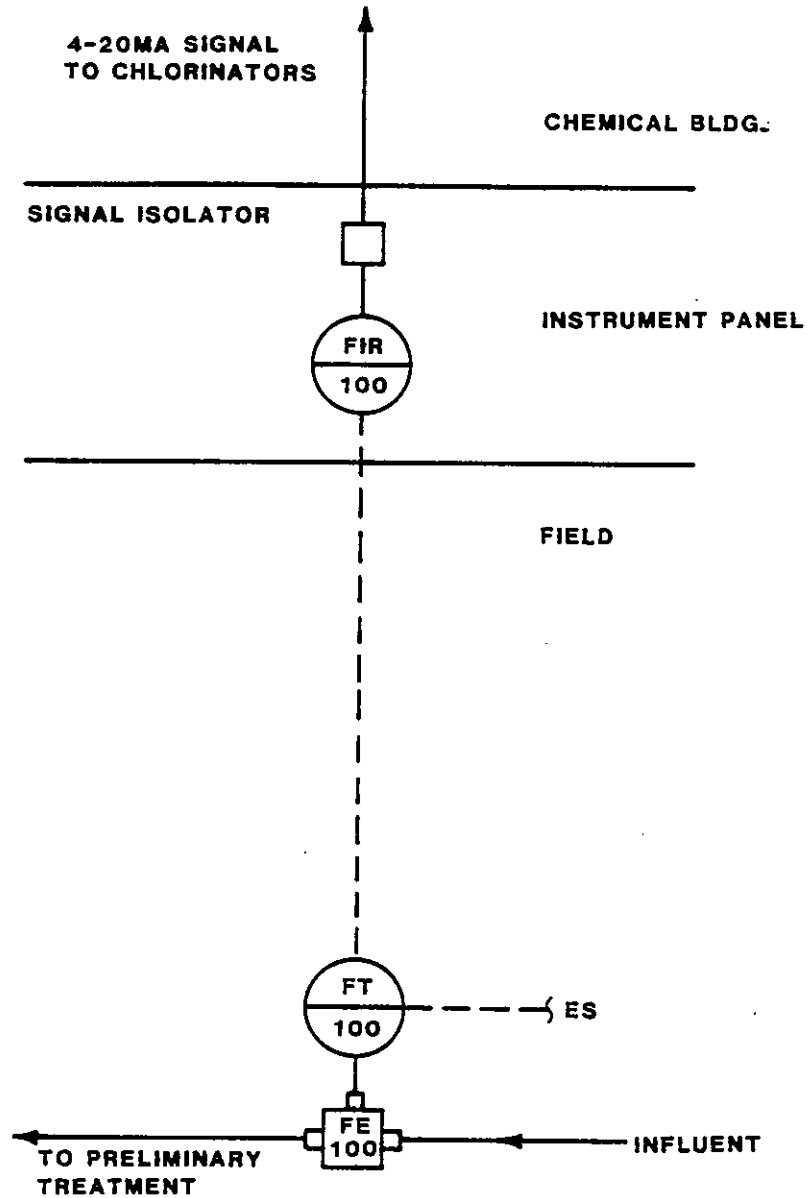 4-20MA SIGNAL
TO CHLORINATORS
CHEMICAL BLDG.
SIGNAL ISOLATOR
INSTRUMENT PANEL
FIR
100
FIELD
FT
100
ES
FE
100
INFLUENT
TO PRELIMINARY
TREATMENT